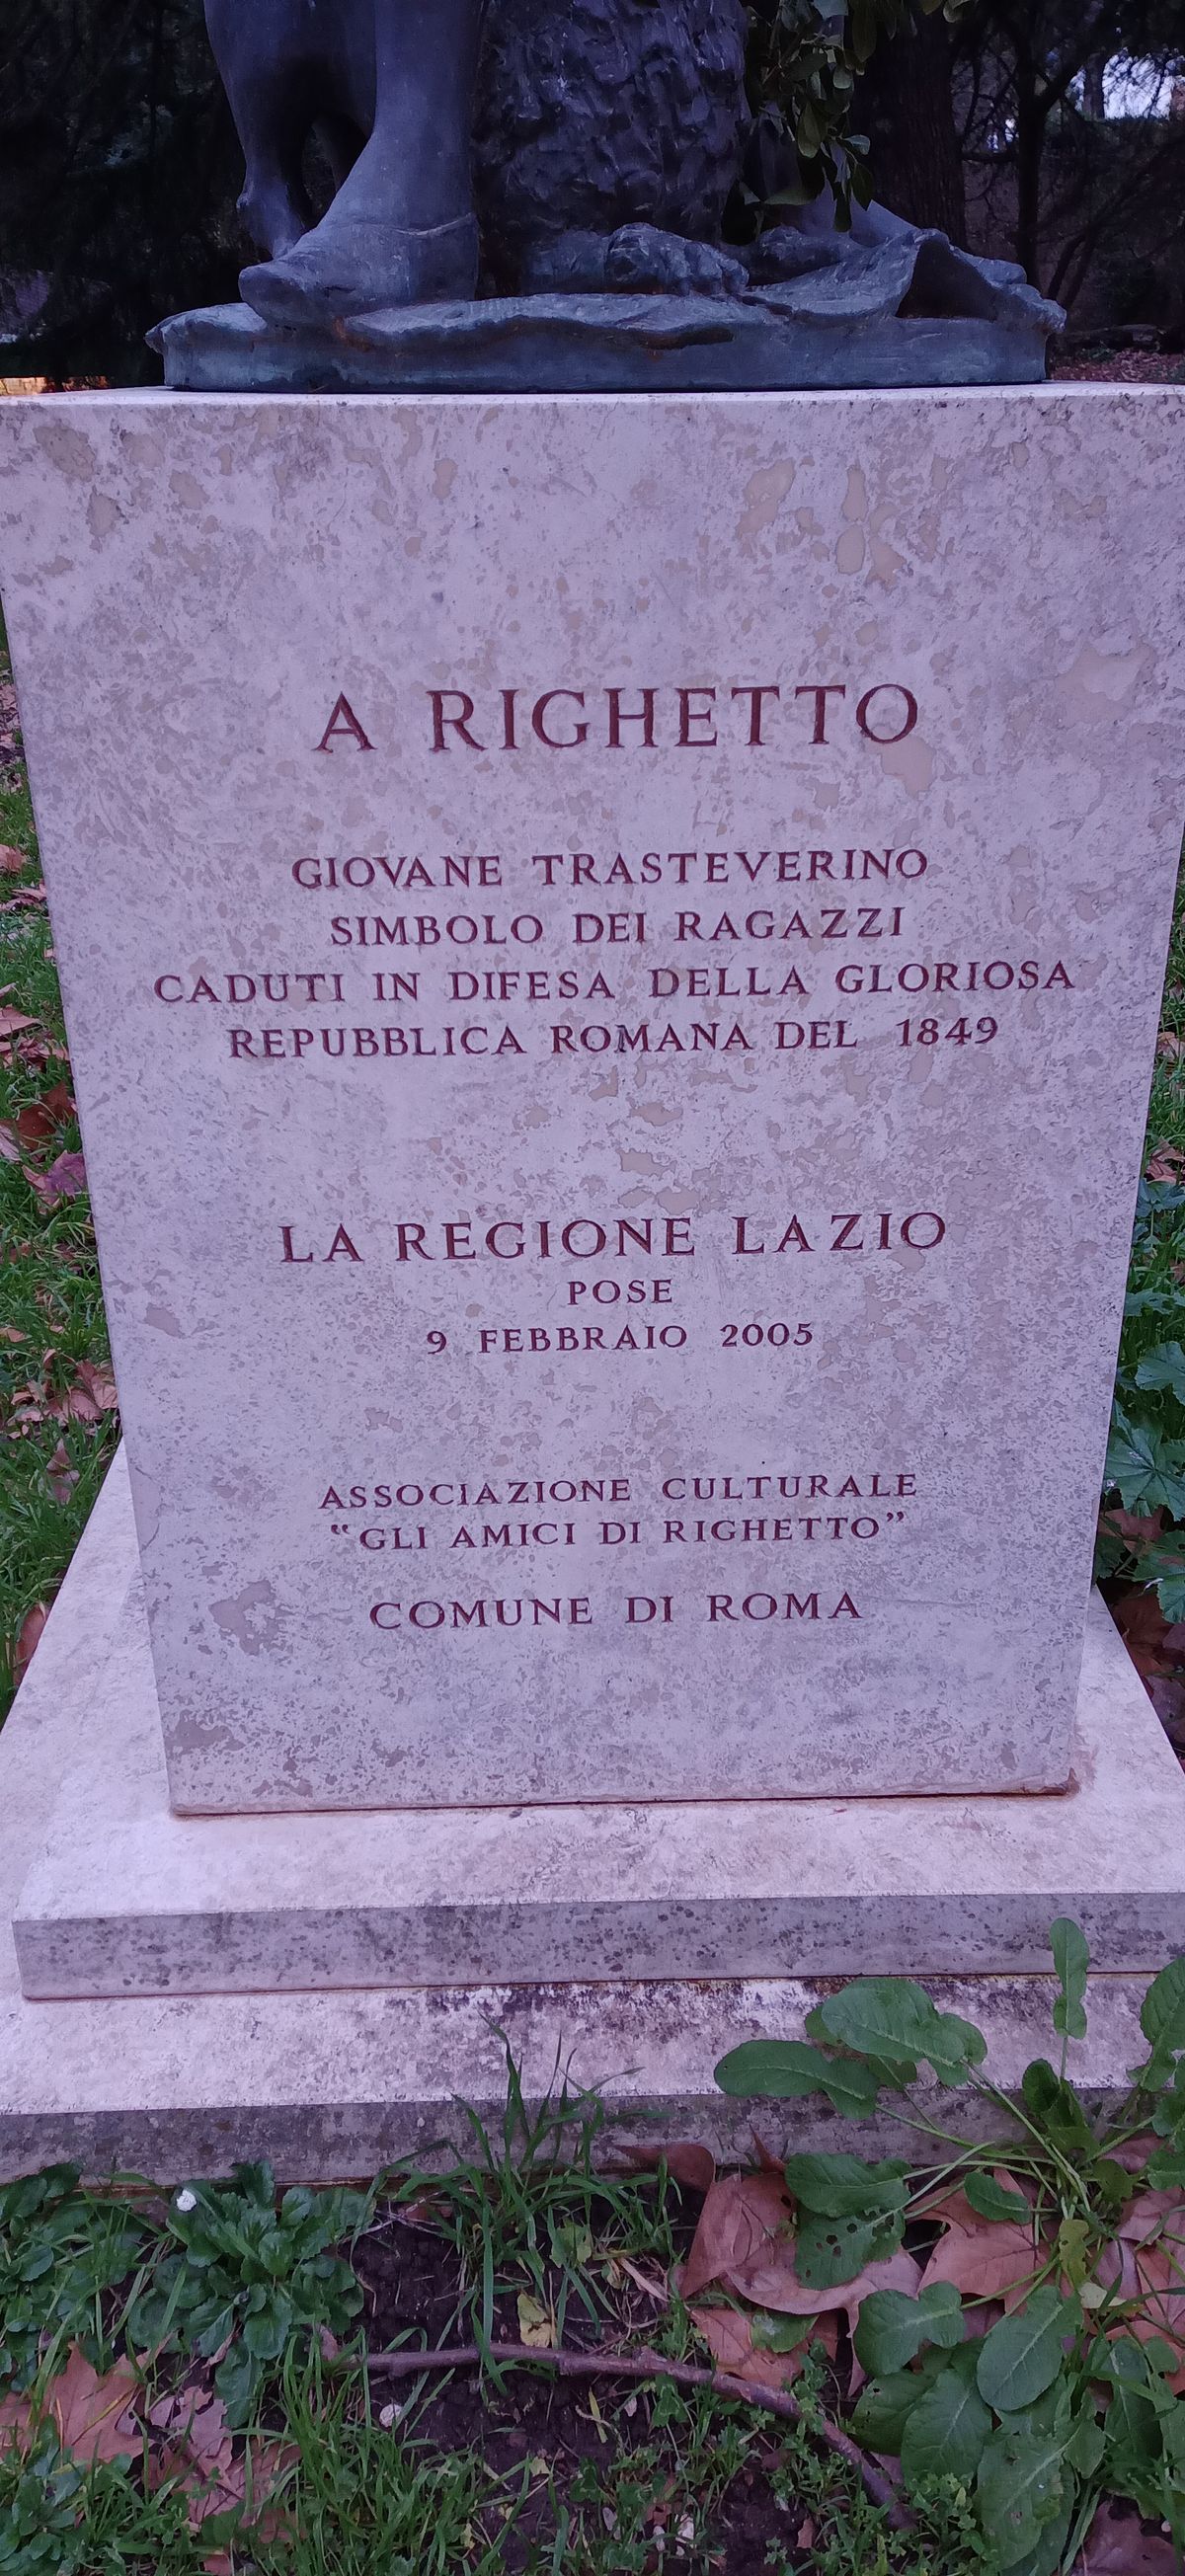 A RIGHETTO
GIOVANE TRASTEVERINO
SIMBOLO DEI RAGAZZI
CADUTI IN DIFESA DELLA GLORIOSA
REPUBBLICA ROMANA DEL 1849
LA REGIONE LAZIO
POSE
9 FEBBRAIO 2005
ASSOCIAZIONE CULTURALE
“GLI AMICI DI RIGHETTO”
COMUNE DI ROMA